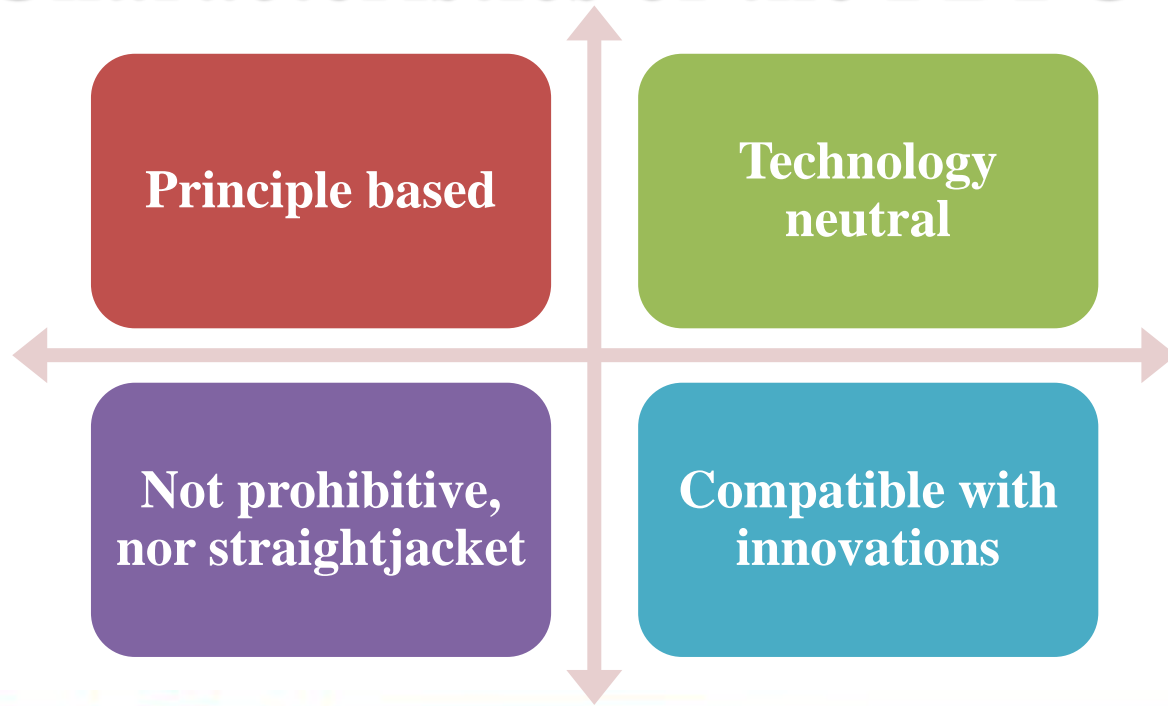 Principle based
Technology
neutral
Not prohibitive,
nor straightjacket
Compatible with
innovations